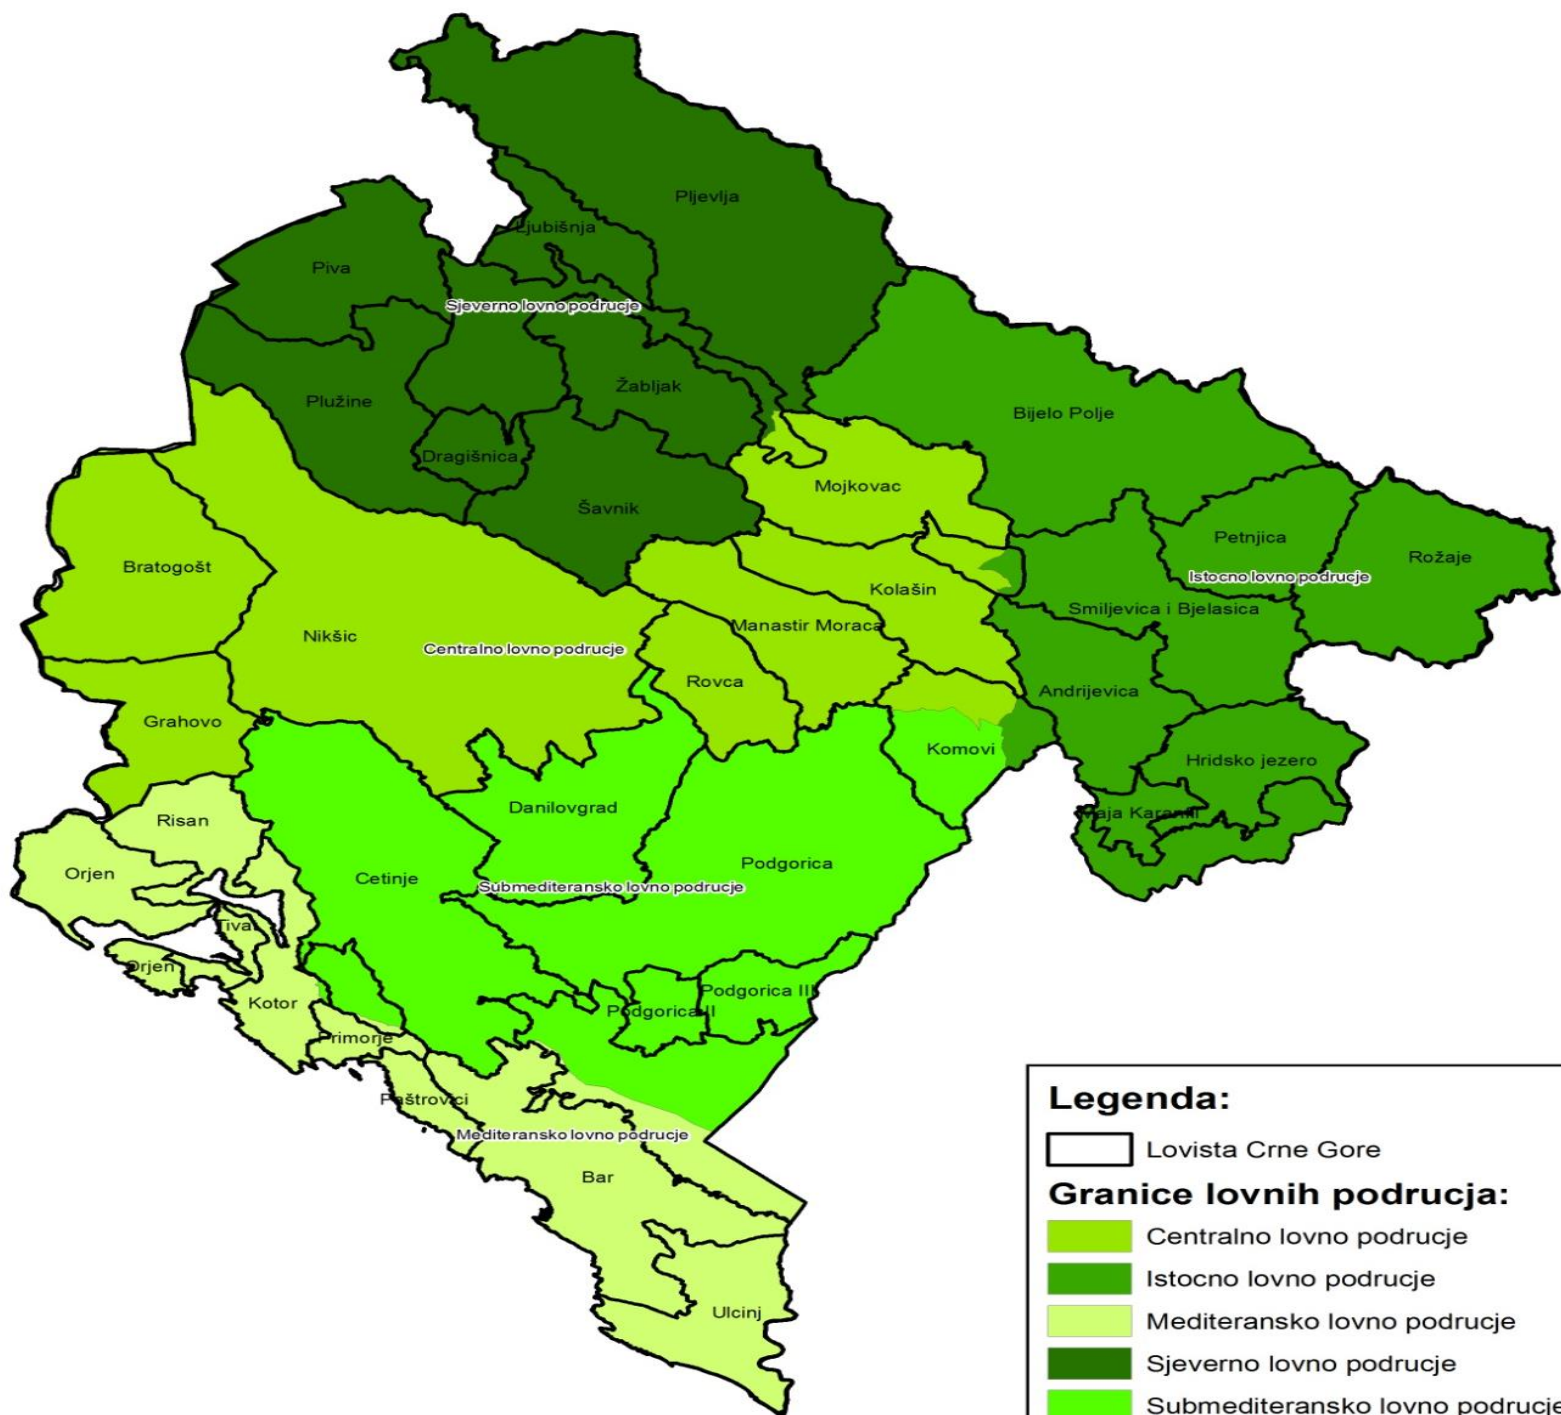 Pljevlja
Ljubišnja
Piva
Sjeverno lovno podrucje
Žabljak
Plužine
Bijelo Polje
Dragišnica
Mojkovac
Šavnik
Petnjica
Rožaje
Bratogošt
Istocno lovno podrucje
Kolašin
Smiljevica i Bjelasica
Manastir Moraca
Nikšic
Centralno lovno podrucje
Rovca
Andrijevica
Grahovo
Komovi
Hridsko jezero
Danilovgrad
Maja Karanfil
Risan
Podgorica
Orjen
Cetinje
Submediteransko lovno podrucje
Tivat
Orjen
Podgorica III
Kotor
Podgorica II
Primorje
Paštrovici
Mediteransko lovno podrucje
Bar
Ulcinj
Legenda:
Lovista Crne Gore
Granice lovnih podrucja:
Centralno lovno podrucje
Istocno lovno podrucje
Mediteransko lovno podrucje
Sjeverno lovno podrucje
Submediteransko lovno podrucje